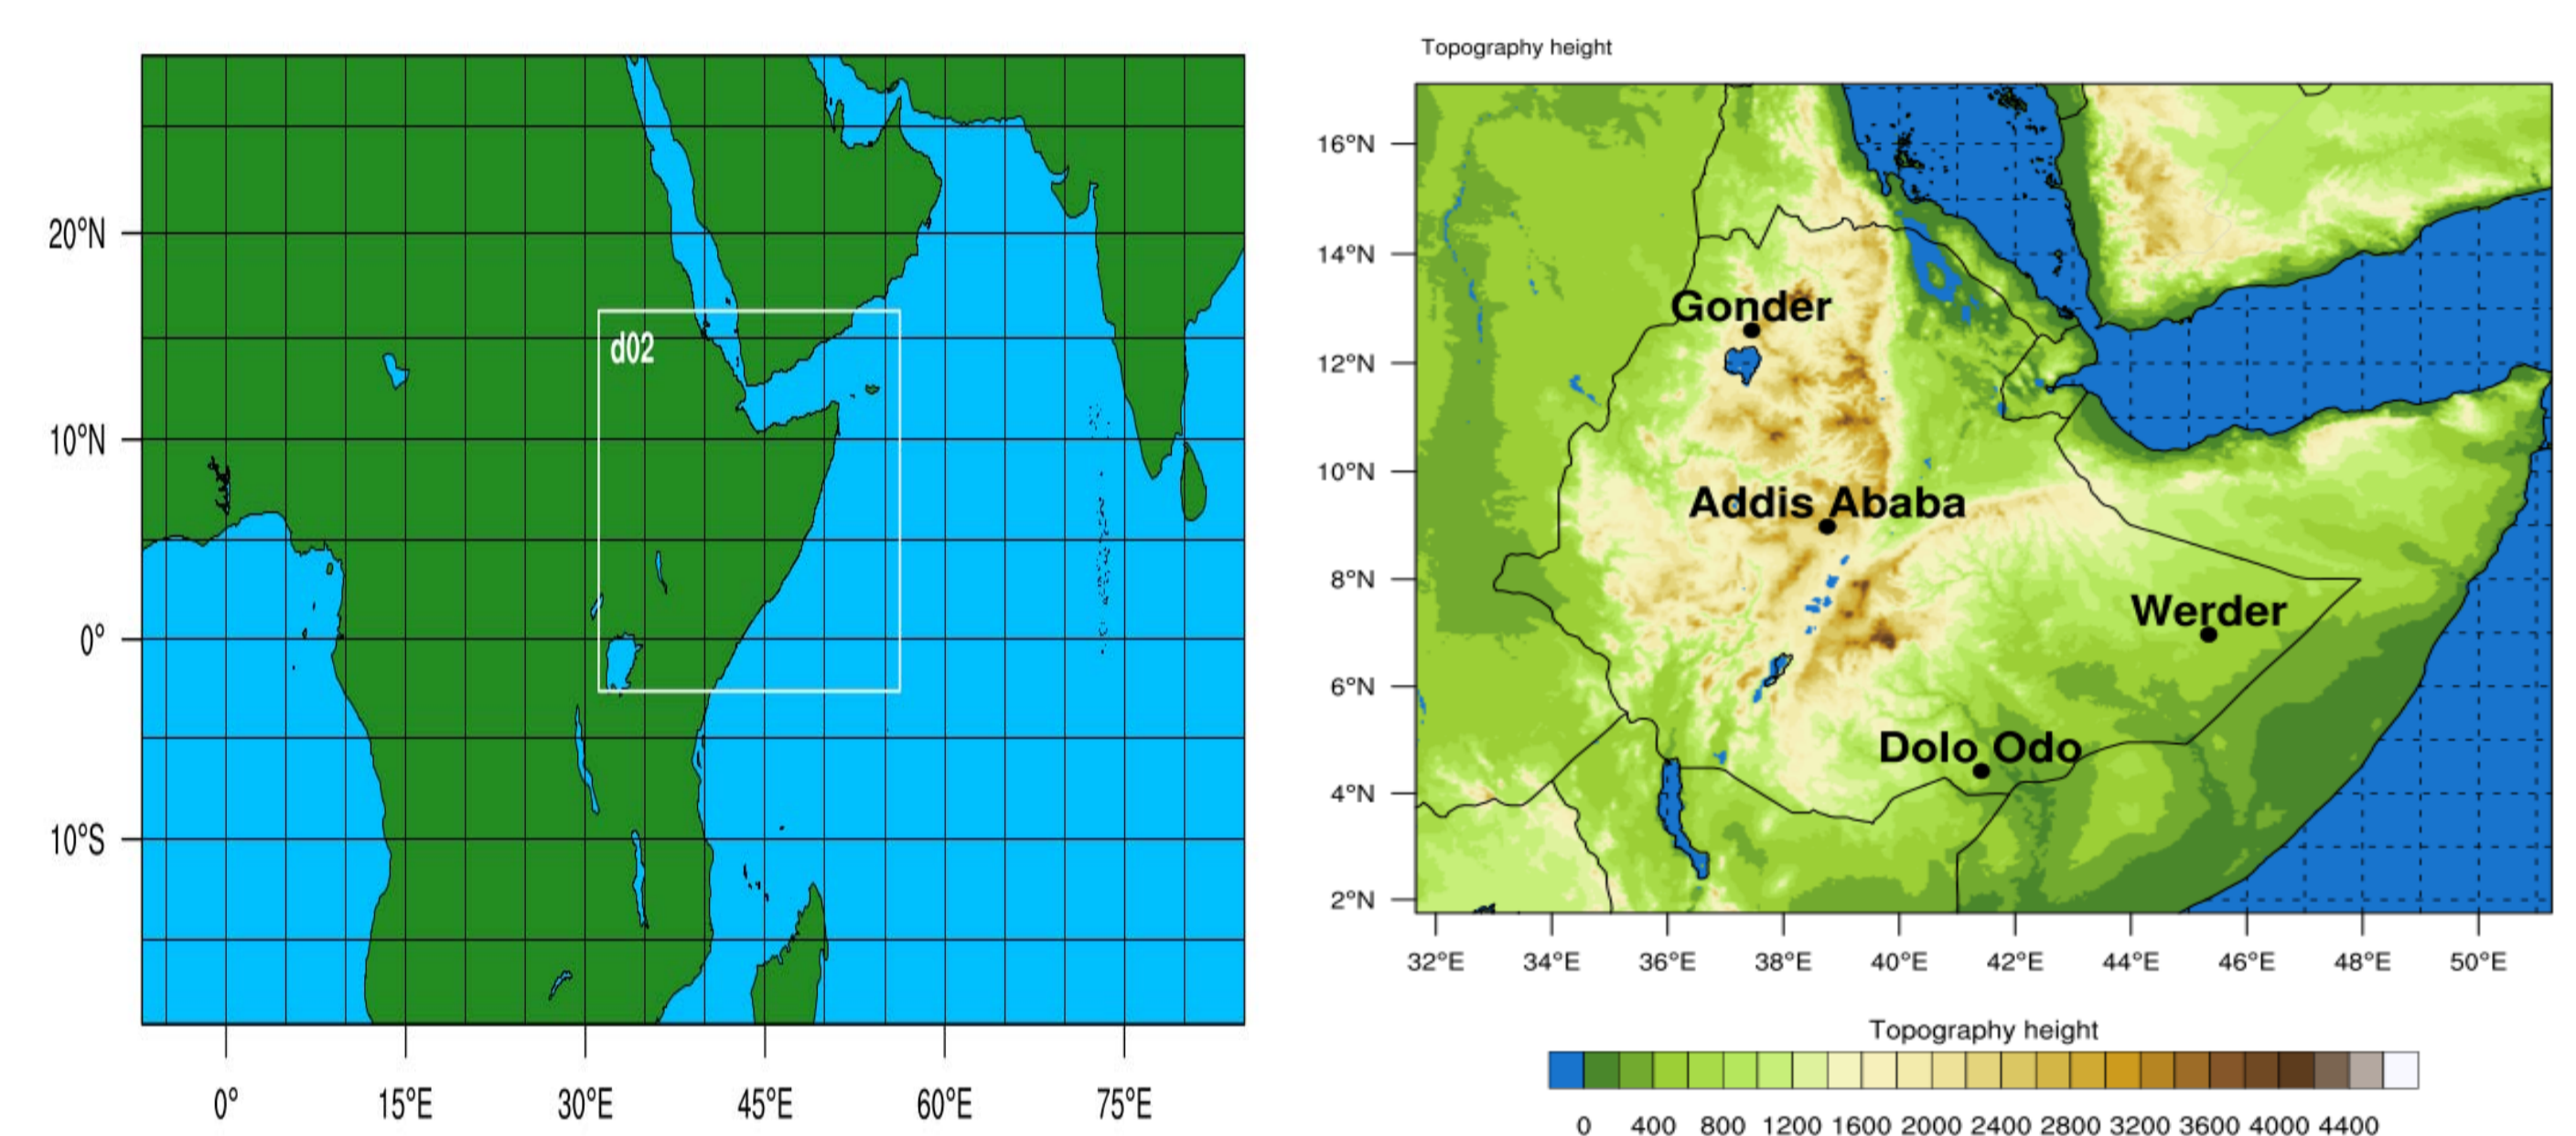 20°N
10°N
0°
10°S
0°
15°E
30°E
45°E
60°E
75°E
d02
Topography height
16°N
14°N
12°N
10°N
8°N
6°N
4°N
2°N
Gonder
Addis Ababa
Werder
Dolo Odo
32°E
34°E
36°E
38°E
40°E
42°E
44°E
46°E
48°E
50°E
Topography height
0 400 800 1200 1600 2000 2400 2800 3200 3600 4000 4400